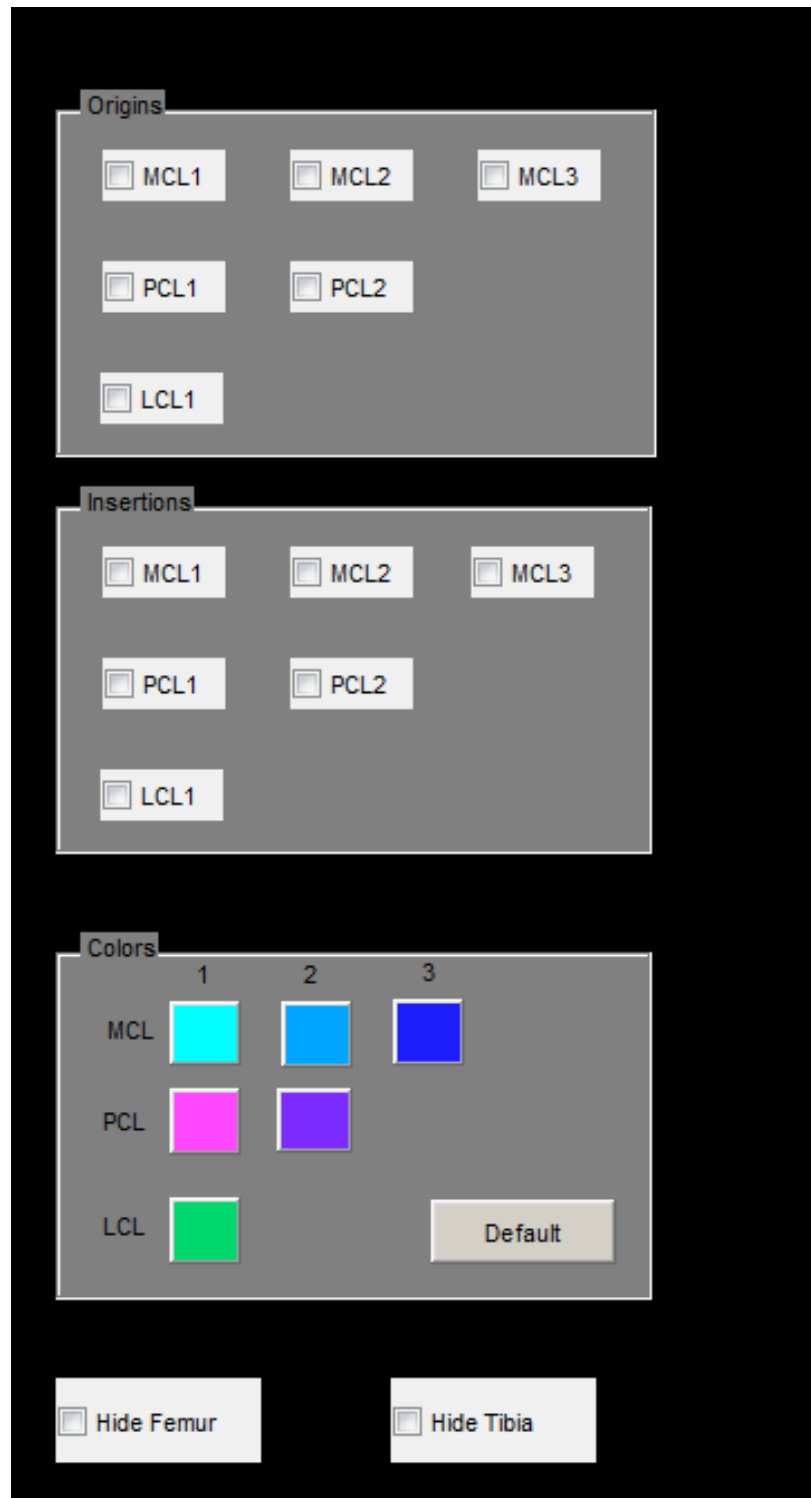 Origins
MCL1 MCL2 MCL3
PCL1 PCL2
LCL1
Insertions
MCL1 MCL2 MCL3
PCL1 PCL2
LCL1
Colors
1 2 3
MCL
PCL
LCL Default
Hide Femur Hide Tibia